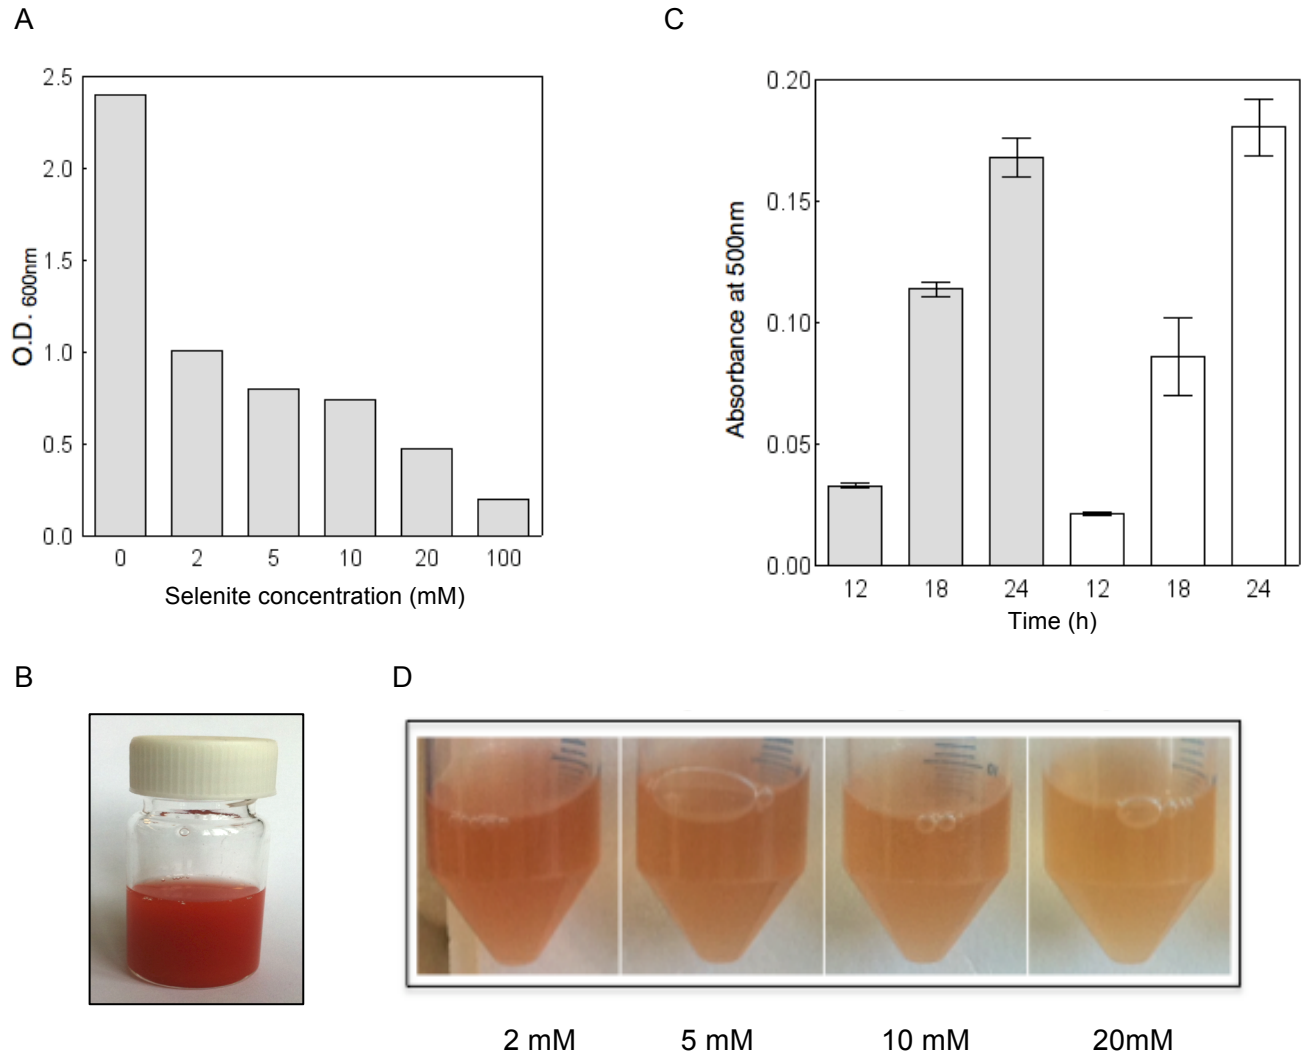 A
2.5
2.0
1.5
1.0
0.5
0.0
O.D. 600nm
0 2 5 10 20 100
Selenite concentration (mM)
C
0.20
0.15
0.10
0.05
0.00
Absorbance at 500nm
12 18 24 12 18 24
Time (h)
B
D
2 mM 5 mM 10 mM 20mM